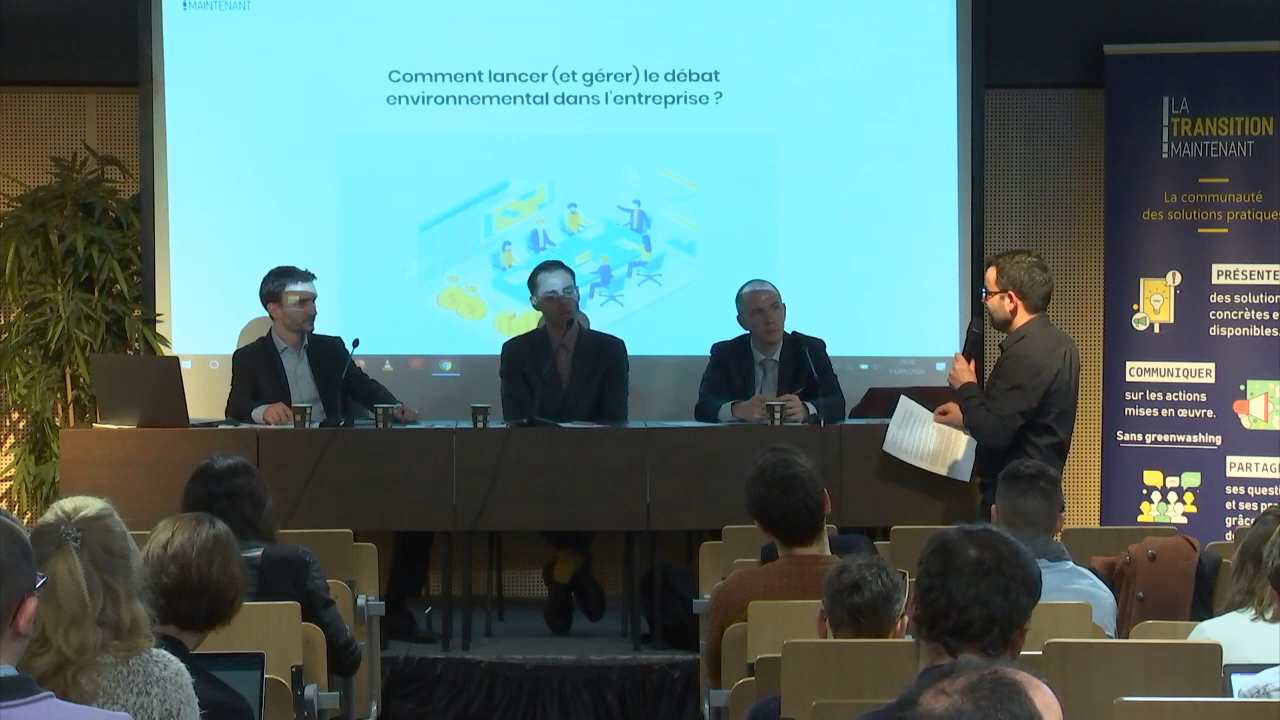 MAINTENANT
Comment lancer (et gérer) le débat
environnemental dans l'entreprise ?
LA
TRANSITION
MAINTENANT
La communauté
des solutions pratiques
PRÉSENTE
des solution
concrètes e
disponibles.
COMMUNIQUER
sur les actions
mises en œuvre.
Sans greenwashing
PARTAG
ses questi
et ses pr
grâc